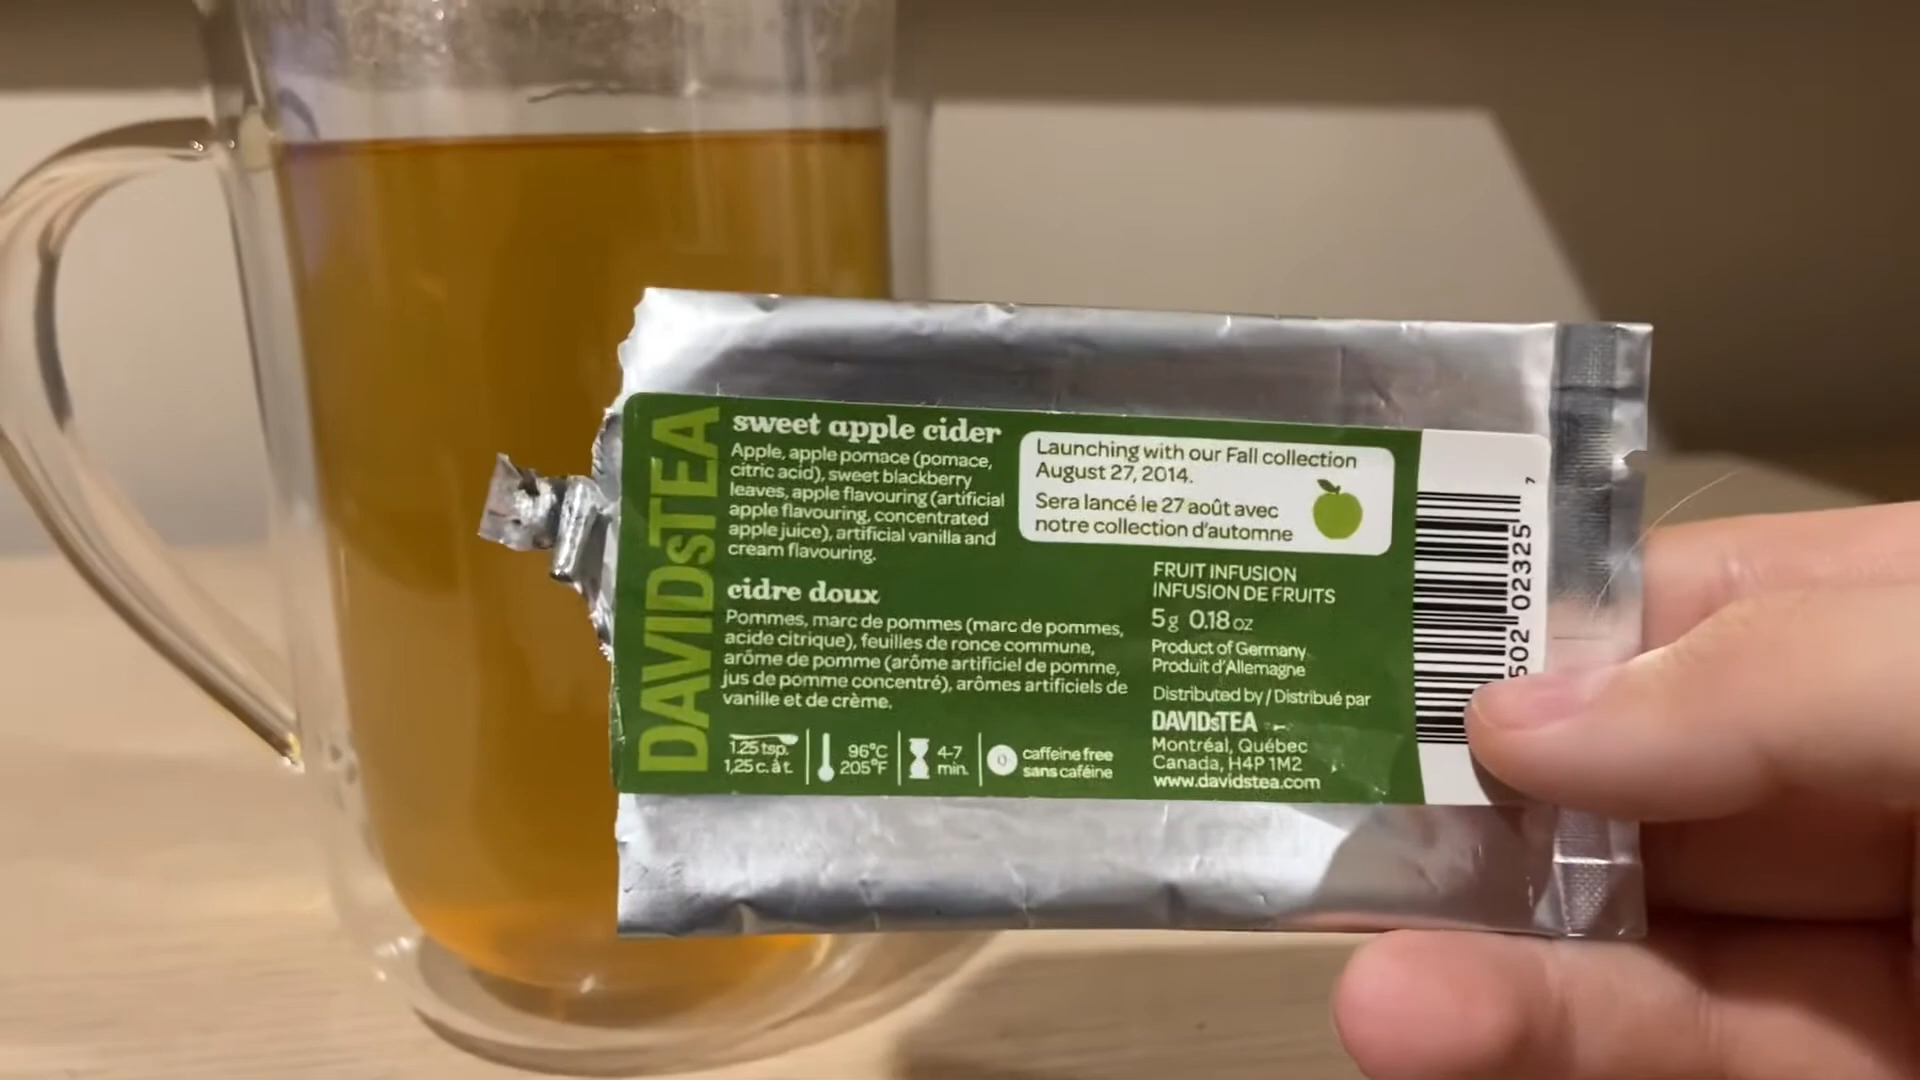 DAVIDsTEA
sweet apple cider
Apple, apple pomace (pomace,
citric acid), sweet blackberry
leaves, apple flavouring (artificial
apple flavouring, concentrated
apple juice), artificial vanilla and
cream flavouring.
cidre doux
Pommes, marc de pommes (marc de pommes,
acide citrique), feuilles de ronce commune,
arôme de pomme (arôme artificiel de pomme,
jus de pomme concentré), arômes artificiels de
vanille et de crème.
1.25 tsp.
1,25 c. à t.
96°C
205°F
4-7
min.
0
caffeine free
sans caféine
Launching with our Fall collection
August 27, 2014.
Sera lancé le 27 août avec
notre collection d'automne
FRUIT INFUSION
INFUSION DE FRUITS
5g 0.18 oz
Product of Germany
Produit d'Allemagne
Distributed by / Distribué par
DAVIDsTEA
Montréal, Québec
Canada, H4P 1M2
www.davidstea.com
502 02325 7